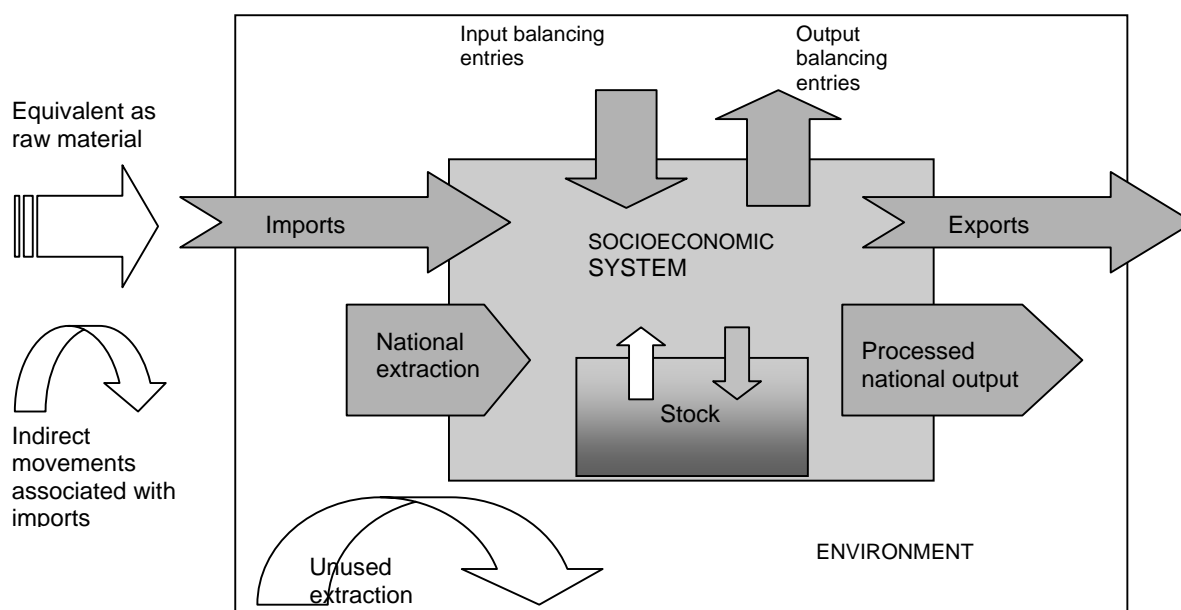 Input balancing
entries
Output
balancing
entries
Equivalent as
raw material
Imports
SOCIOECONOMIC
SYSTEM
Exports
National
extraction
Processed
national output
Stock
Indirect
movements
associated with
imports
Unused
extraction
ENVIRONMENT